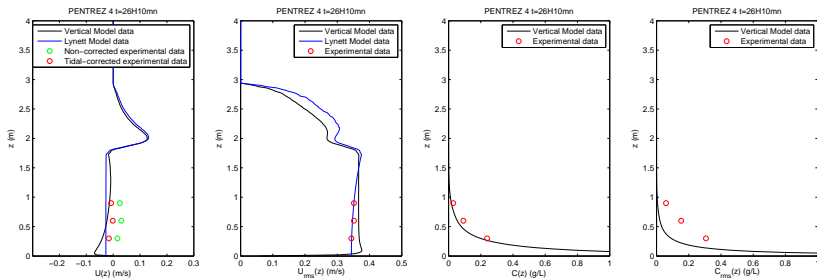 PENTREZ 4 t=26H10mn
4
3.5
3
2.5
2
1.5
1
0.5
0
z (m)
Vertical Model data
Lynett Model data
Non-corrected experimental data
Tidal-corrected experimental data
−0.2 −0.1 0 0.1 0.2 0.3
U(z) (m/s)
PENTREZ 4 t=26H10mn
4
3.5
3
2.5
2
1.5
1
0.5
0
z (m)
Vertical Model data
Lynett Model data
Experimental data
0 0.1 0.2 0.3 0.4 0.5
Urms(z) (m/s)
PENTREZ 4 t=26H10mn
4
3.5
3
2.5
2
1.5
1
0.5
0
z (m)
Vertical Model data
Experimental data
0 0.2 0.4 0.6 0.8 1
C(z) (g/L)
PENTREZ 4 t=26H10mn
4
3.5
3
2.5
2
1.5
1
0.5
0
z (m)
Vertical Model data
Experimental data
0 0.2 0.4 0.6 0.8 1
Crms(z) (g/L)